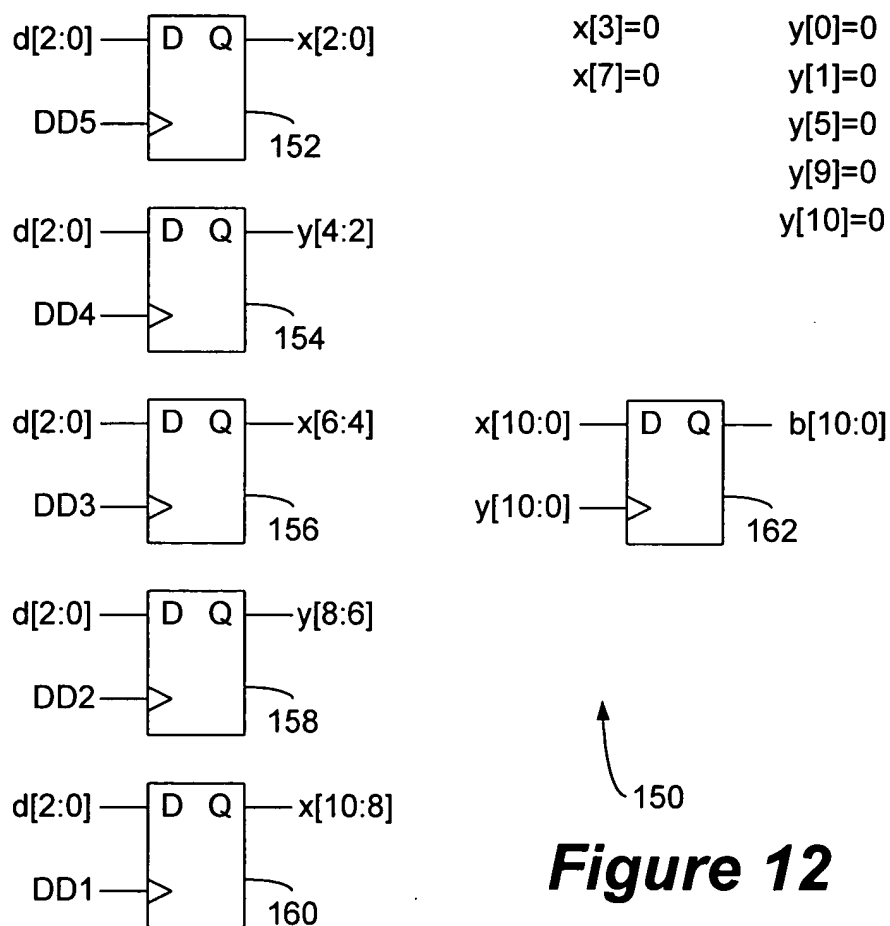 d[2:0] D Q x[2:0]
DD5
152
x[3]=0 y[0]=0
x[7]=0 y[1]=0
y[5]=0
y[9]=0
y[10]=0
d[2:0] D Q y[4:2]
DD4
154
d[2:0] D Q x[6:4]
DD3
156
x[10:0] D Q b[10:0]
y[10:0]
162
d[2:0] D Q y[8:6]
DD2
158
d[2:0] D Q x[10:8]
DD1
160
150
Figure 12